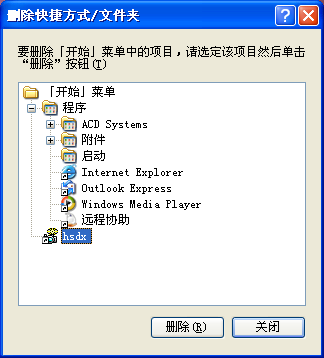 删除快捷方式/文件夹
要删除「开始」菜单中的项目，请选定该项目然后单击
“删除”按钮(T)
「开始」菜单
程序
ACD Systems
附件
启动
Internet Explorer
Outlook Express
Windows Media Player
远程协助
hsdx
删除(R) 关闭